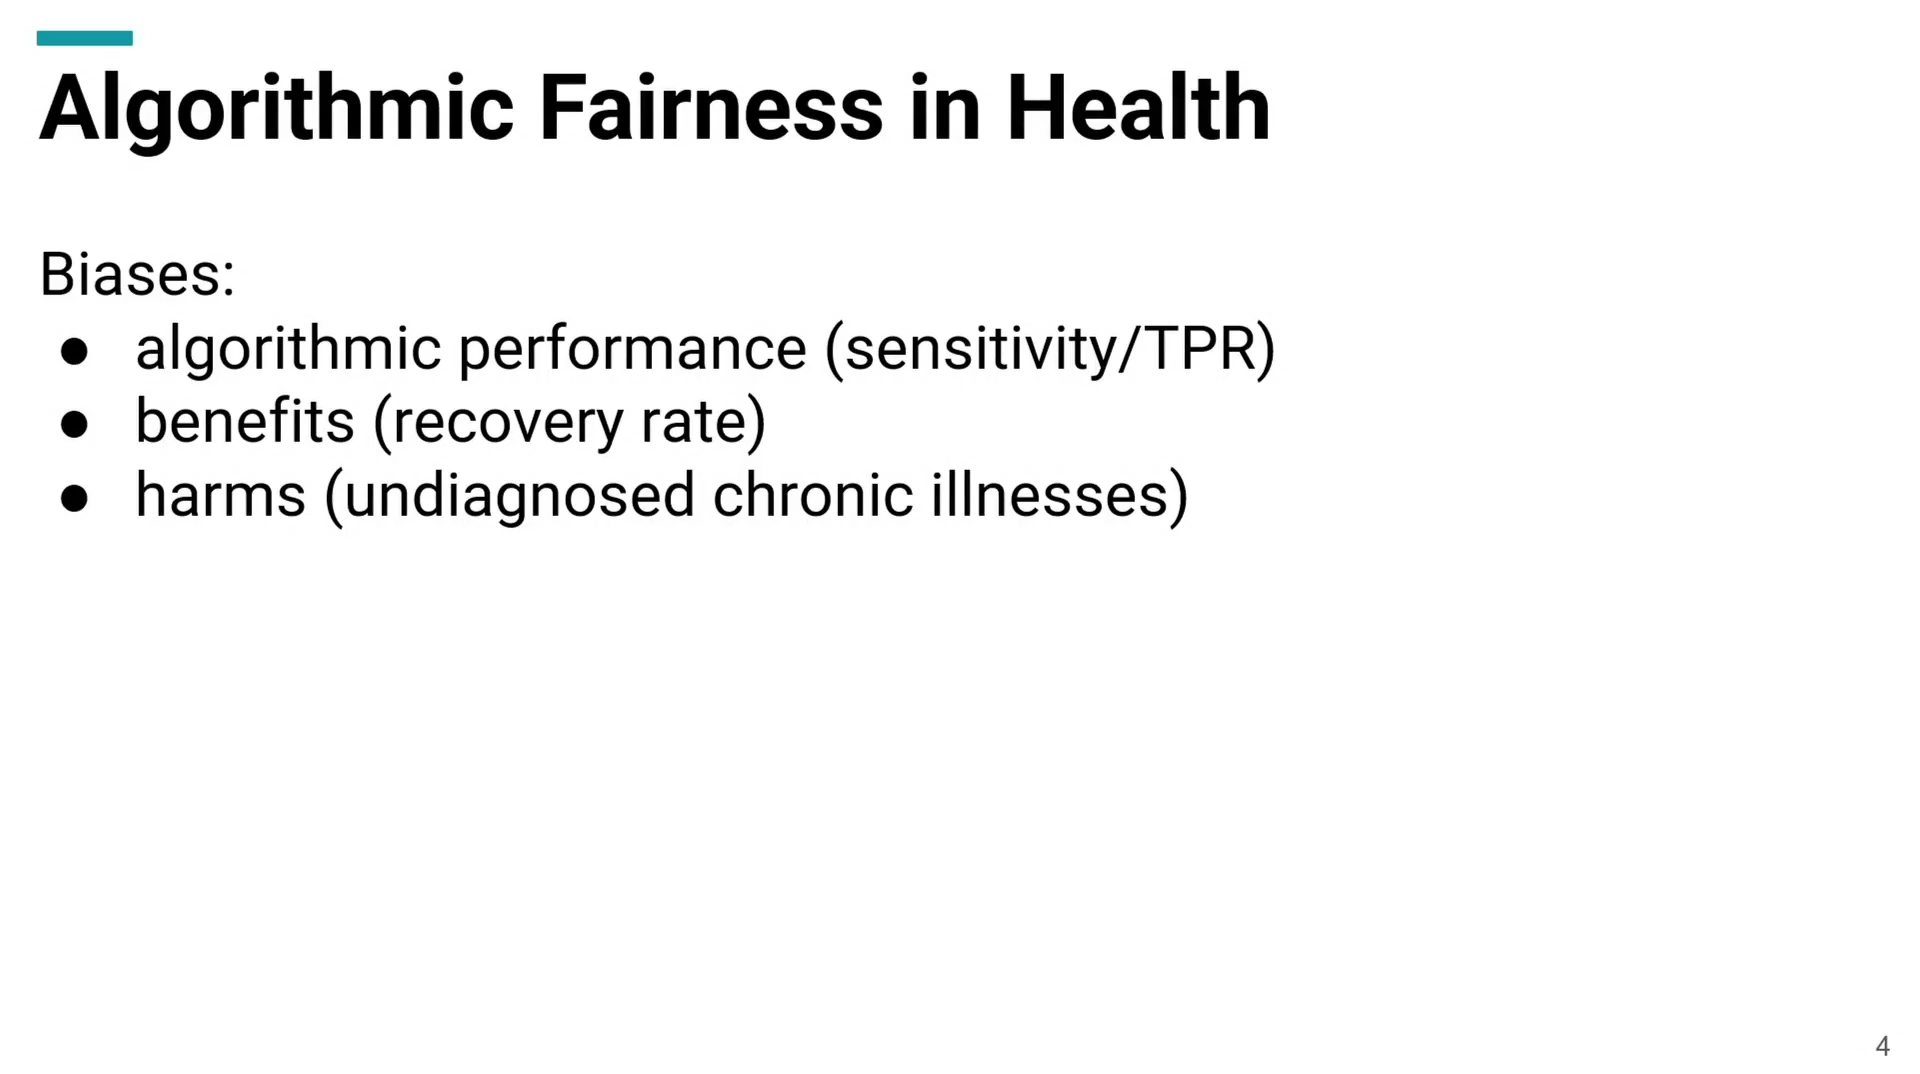 Algorithmic Fairness in Health
Biases:
● algorithmic performance (sensitivity/TPR)
● benefits (recovery rate)
● harms (undiagnosed chronic illnesses)
4